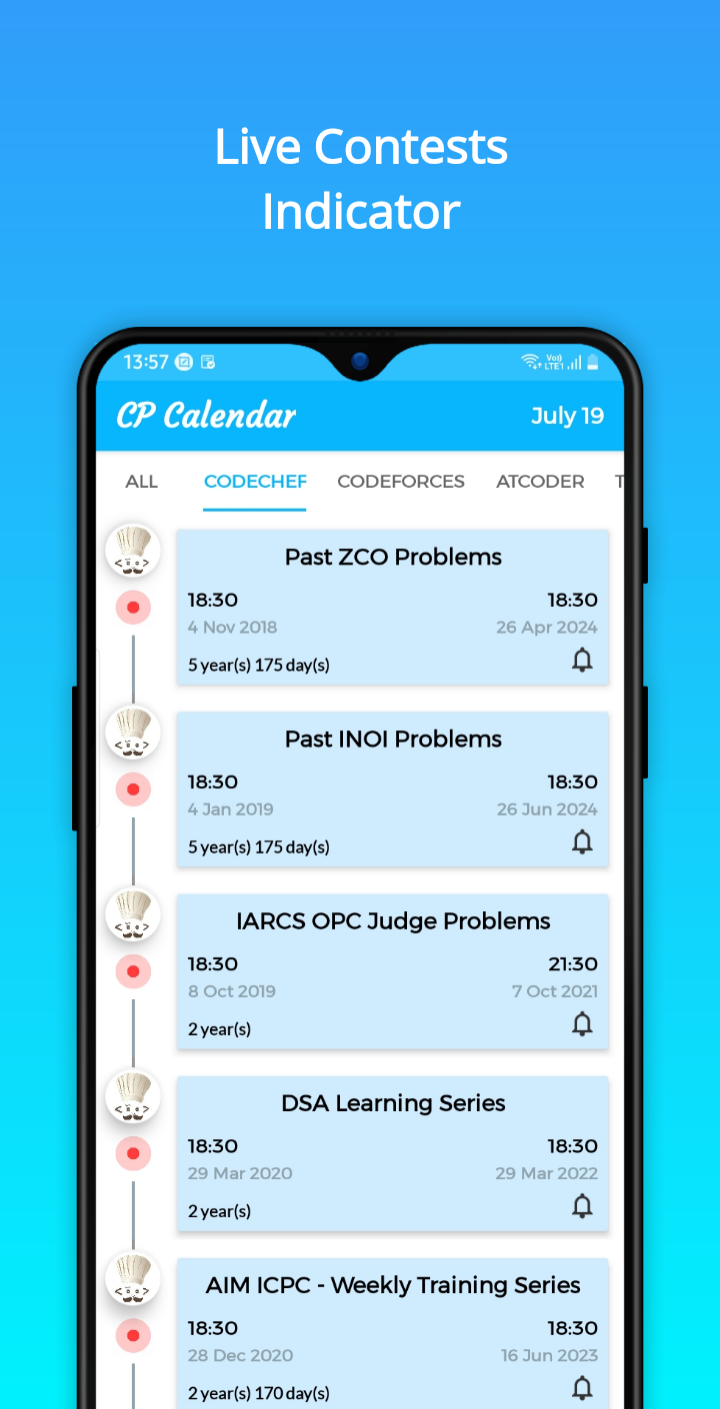 Live Contests
Indicator
13:57
Vo))
LTE1
CP Calendar
July 19
ALL CODECHEF CODEFORCES ATCODER T
Past ZCO Problems
18:30 18:30
4 Nov 2018 26 Apr 2024
5 year(s) 175 day(s)
Past INOI Problems
18:30 18:30
4 Jan 2019 26 Jun 2024
5 year(s) 175 day(s)
IARCS OPC Judge Problems
18:30 21:30
8 Oct 2019 7 Oct 2021
2 year(s)
DSA Learning Series
18:30 18:30
29 Mar 2020 29 Mar 2022
2 year(s)
AIM ICPC - Weekly Training Series
18:30 18:30
28 Dec 2020 16 Jun 2023
2 year(s) 170 day(s)